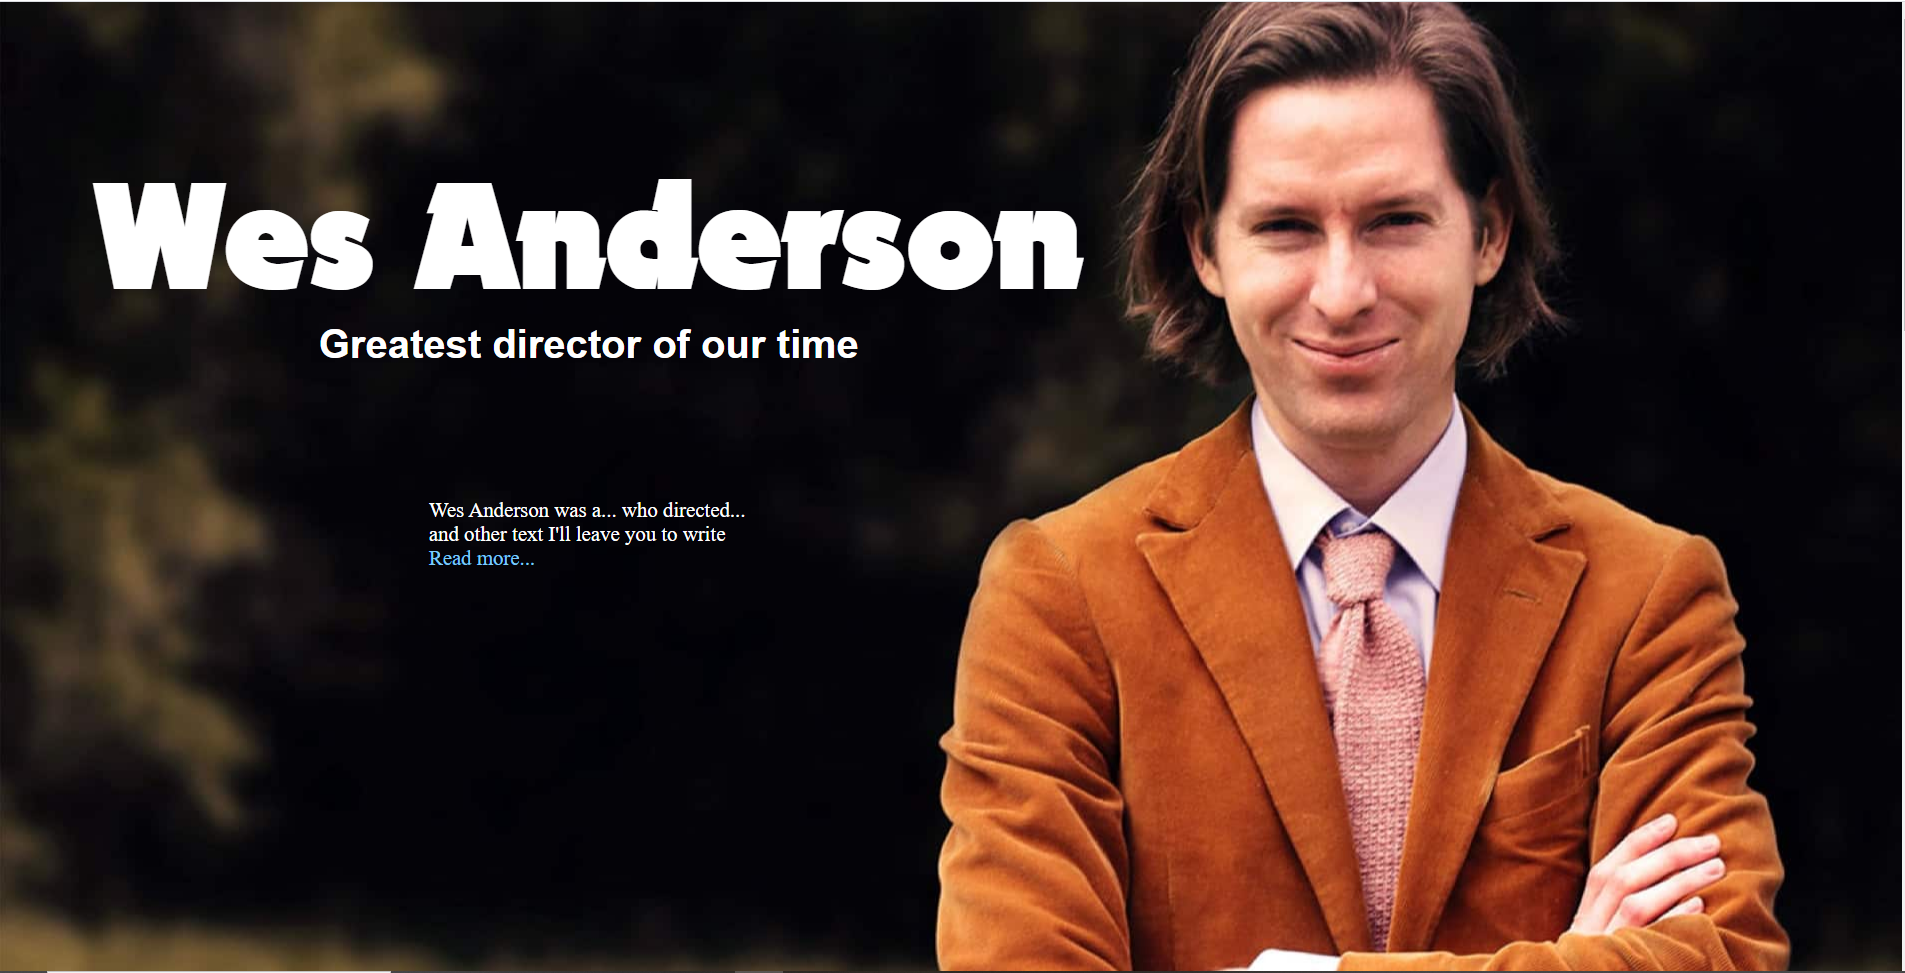 Wes Anderson
Greatest director of our time
Wes Anderson was a... who directed...
and other text I'll leave you to write
Read more...